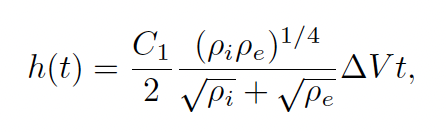 h(t) = \frac{C_1}{2} \frac{(\rho_i \rho_e)^{1/4}}{\sqrt{\rho_i} + \sqrt{\rho_e}} \Delta V t,